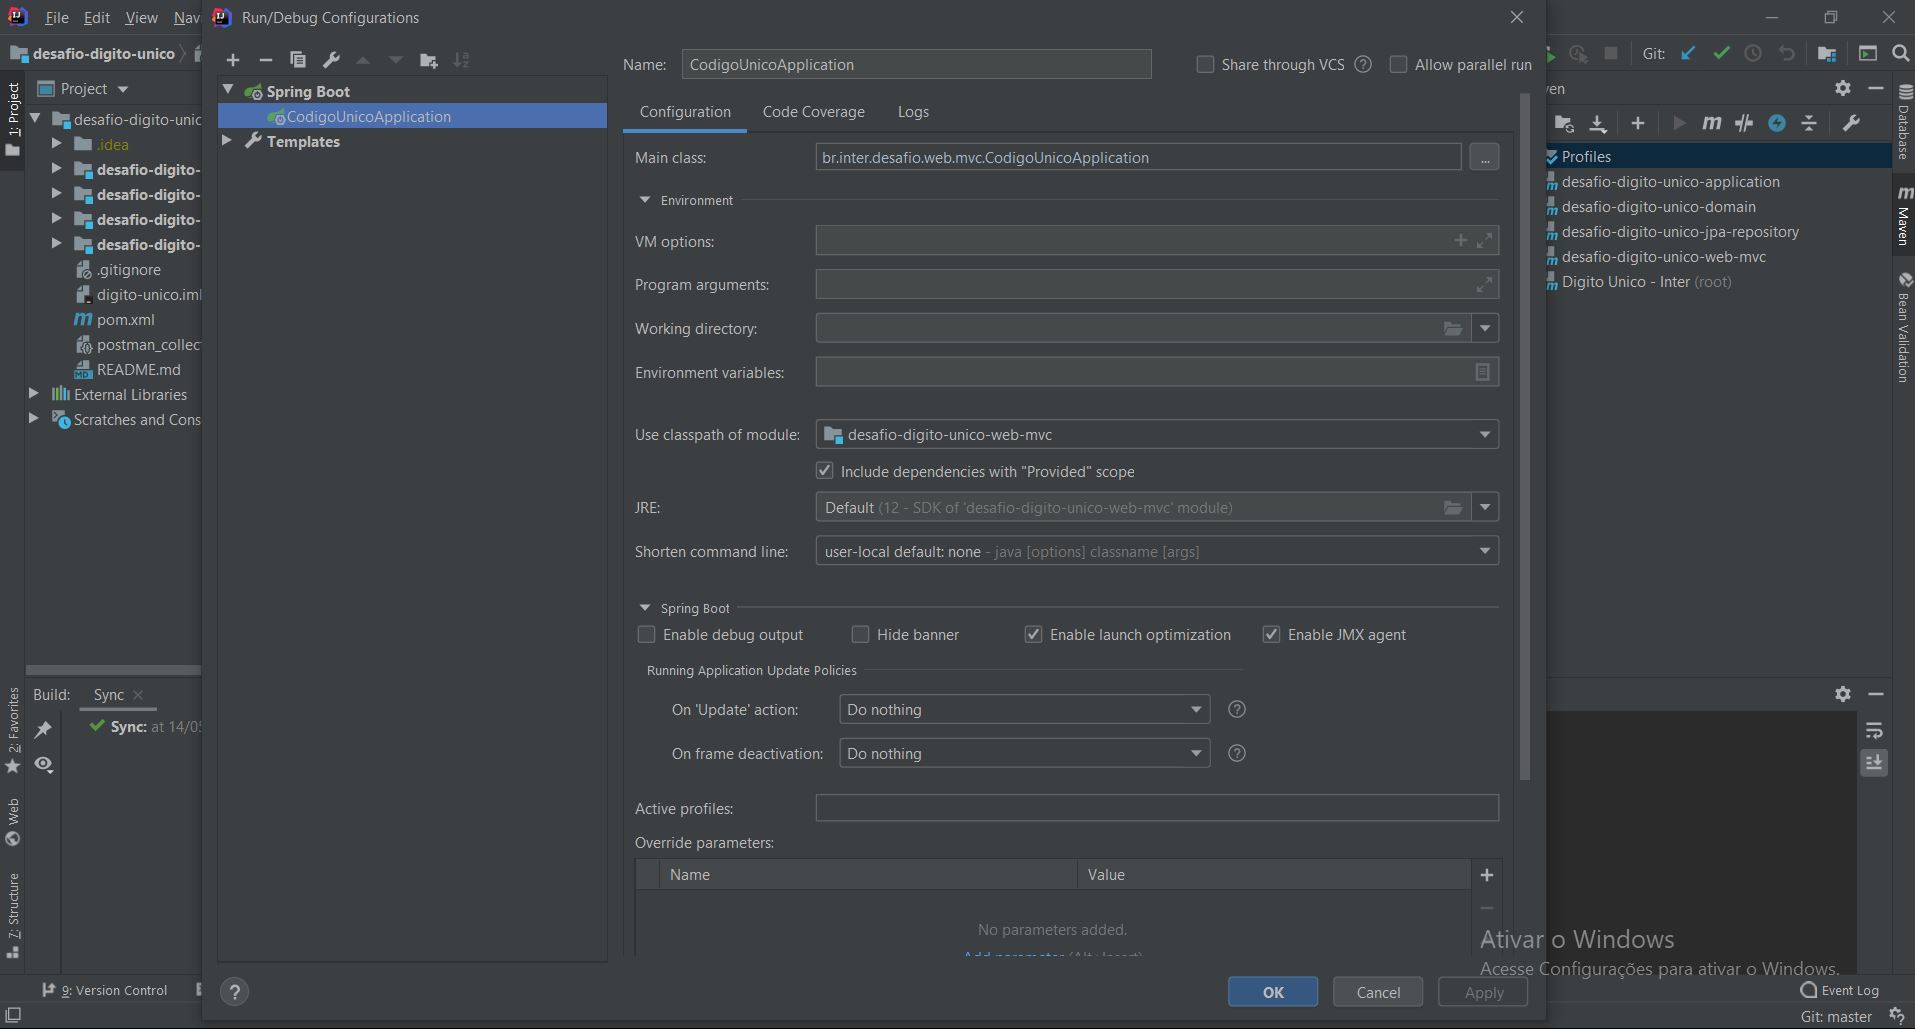 File Edit View Nav
Run/Debug Configurations
desafio-digito-unico
Git:
Name: CodigoUnicoApplication
Share through VCS
Allow parallel run
1: Project
Project
desafio-digito-unic
.idea
desafio-digito-
desafio-digito-
desafio-digito-
desafio-digito-
.gitignore
digito-unico.iml
pom.xml
postman_collec
README.md
External Libraries
Scratches and Cons
Spring Boot
CodigoUnicoApplication
Templates
Configuration Code Coverage Logs
Main class: br.inter.desafio.web.mvc.CodigoUnicoApplication ...
Environment
VM options:
Program arguments:
Working directory:
Environment variables:
Use classpath of module: desafio-digito-unico-web-mvc
Include dependencies with "Provided" scope
JRE: Default (12 - SDK of 'desafio-digito-unico-web-mvc' module)
Shorten command line: user-local default: none - java [options] classname [args]
Spring Boot
Enable debug output Hide banner Enable launch optimization Enable JMX agent
Running Application Update Policies
On 'Update' action: Do nothing
On frame deactivation: Do nothing
Active profiles:
Override parameters:
Name Value
No parameters added.
Add parameter (Alt+Insert)
OK Cancel Apply
ven
Profiles
desafio-digito-unico-application
desafio-digito-unico-domain
desafio-digito-unico-jpa-repository
desafio-digito-unico-web-mvc
Digito Unico - Inter (root)
Database
Maven
Bean Validation
Build: Sync
Sync: at 14/05
2: Favorites
Web
7: Structure
Ativar o Windows
Acesse Configurações para ativar o Windows.
9: Version Control
Event Log
Git: master